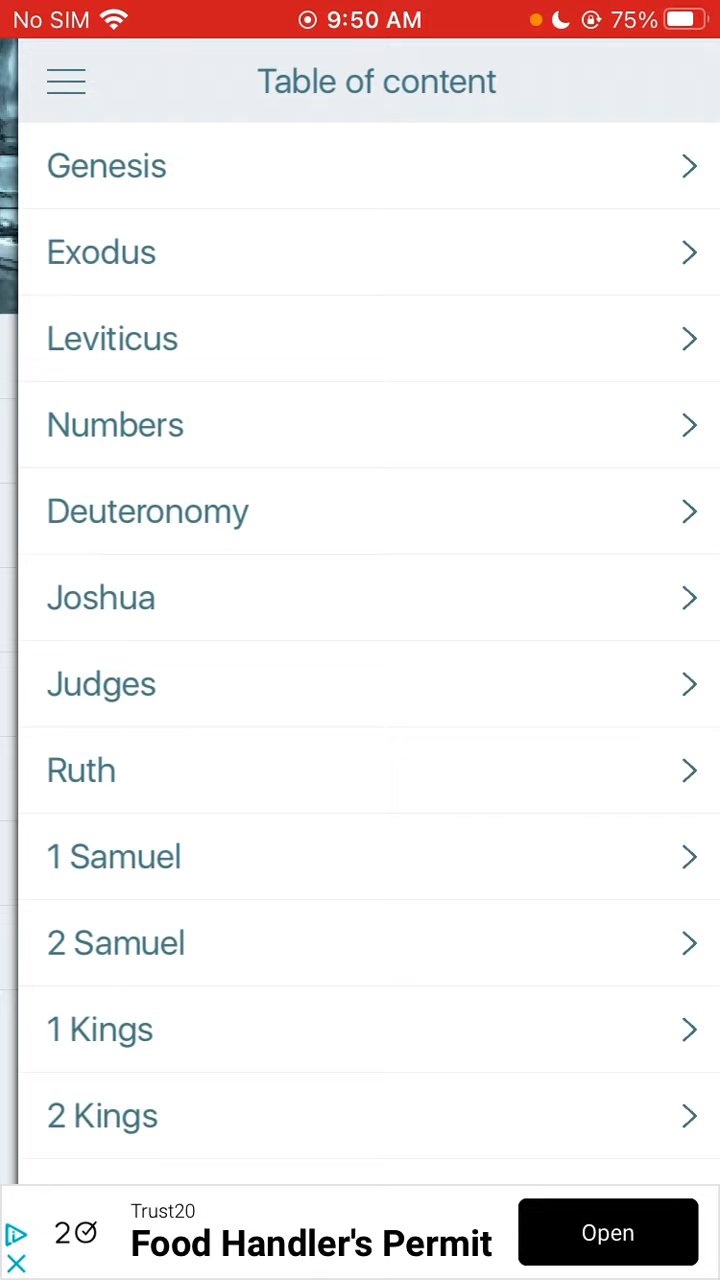 No SIM 9:50 AM 75%
Table of content
Genesis
Exodus
Leviticus
Numbers
Deuteronomy
Joshua
Judges
Ruth
1 Samuel
2 Samuel
1 Kings
2 Kings
Trust20
20 Food Handler's Permit
Open